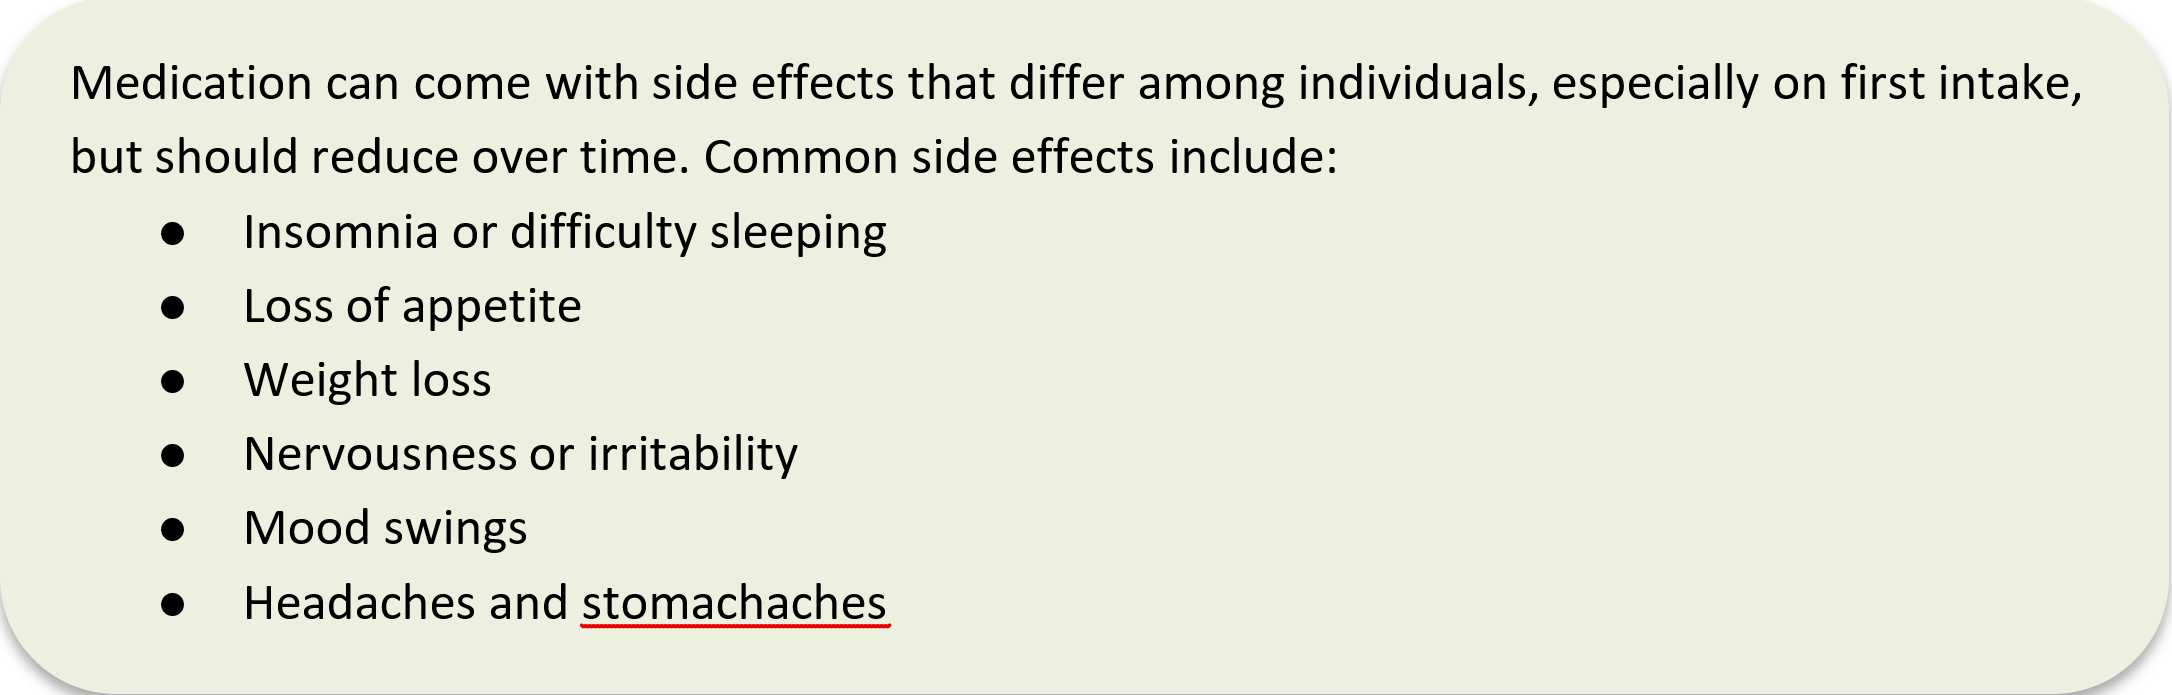 Medication can come with side effects that differ among individuals, especially on first intake,
but should reduce over time. Common side effects include:
● Insomnia or difficulty sleeping
● Loss of appetite
● Weight loss
● Nervousness or irritability
● Mood swings
● Headaches and stomachaches